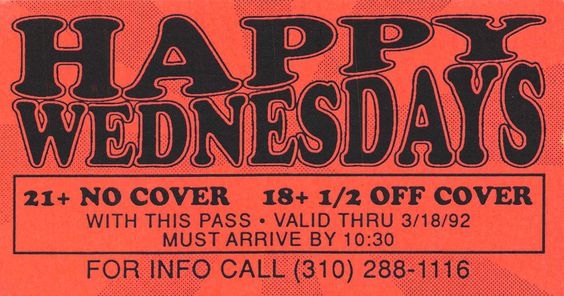 HAPPY
WEDNESDAYS
21+ NO COVER 18+ 1/2 OFF COVER
WITH THIS PASS • VALID THRU 3/18/92
MUST ARRIVE BY 10:30
FOR INFO CALL (310) 288-1116